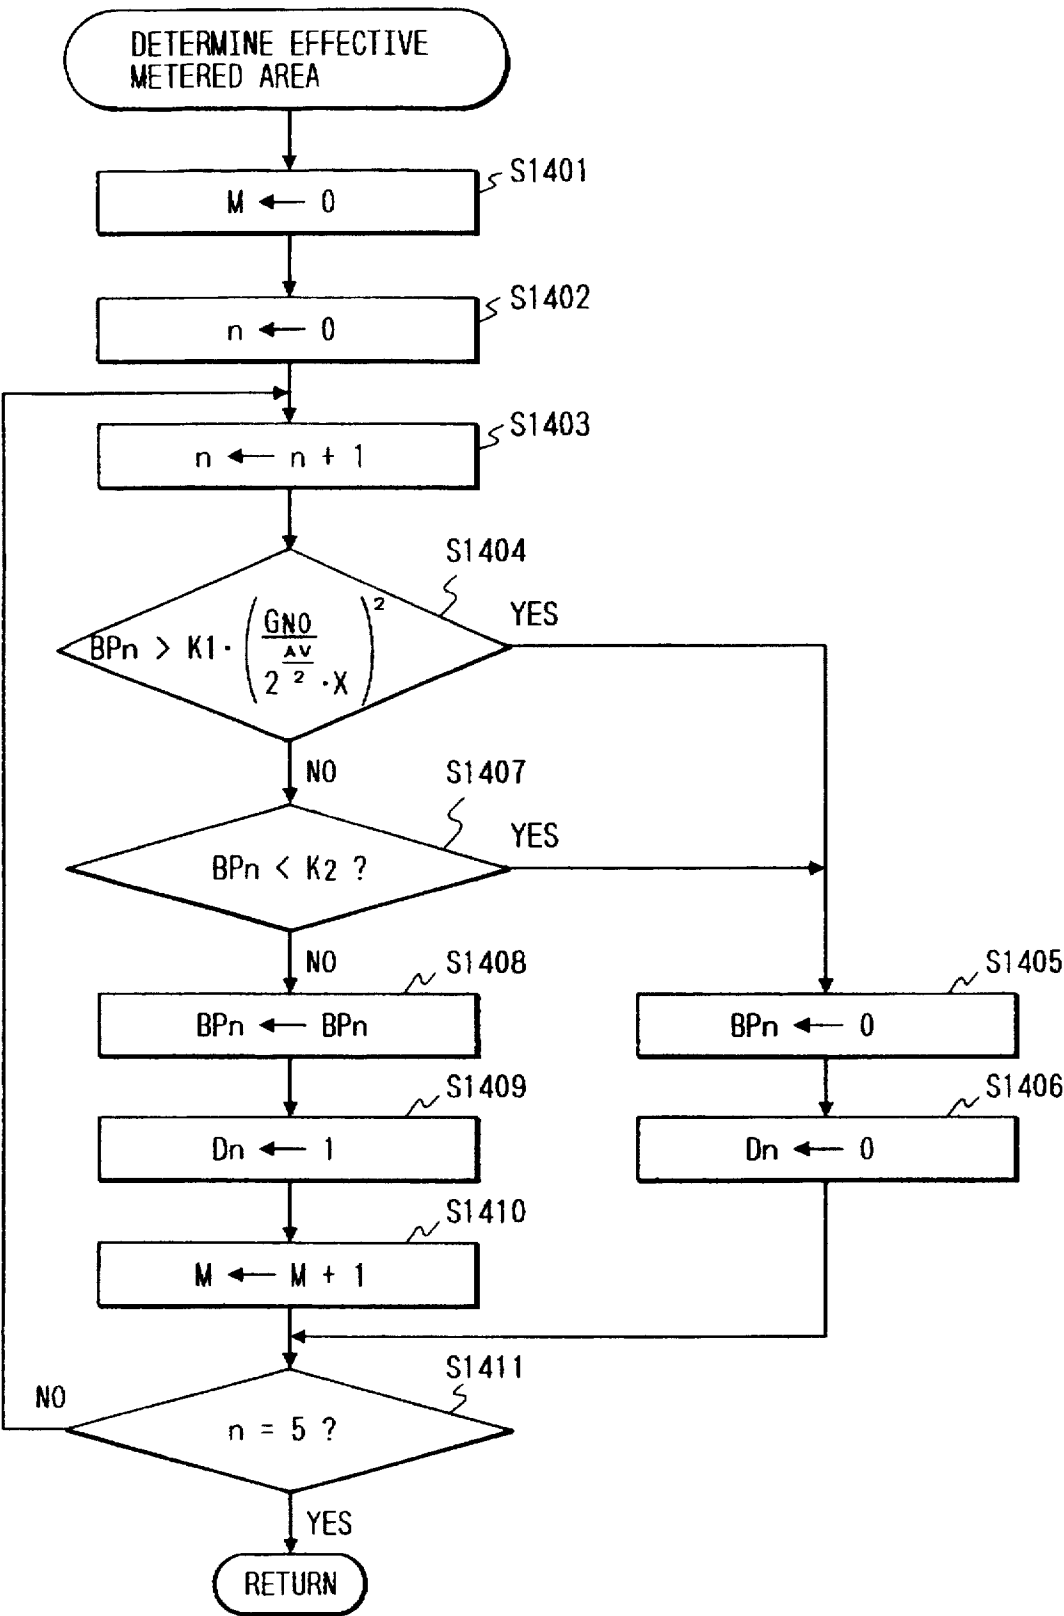 DETERMINE EFFECTIVE
METERED AREA
S1401
M ← 0
S1402
n ← 0
S1403
n ← n + 1
S1404
BPn > K1 · ( GNO / 2^(AV/2) · X )^2
YES
NO
S1407
BPn < K2 ?
YES
NO
S1408
BPn ← BPn
S1405
BPn ← 0
S1409
Dn ← 1
S1406
Dn ← 0
S1410
M ← M + 1
S1411
NO
n = 5 ?
YES
RETURN